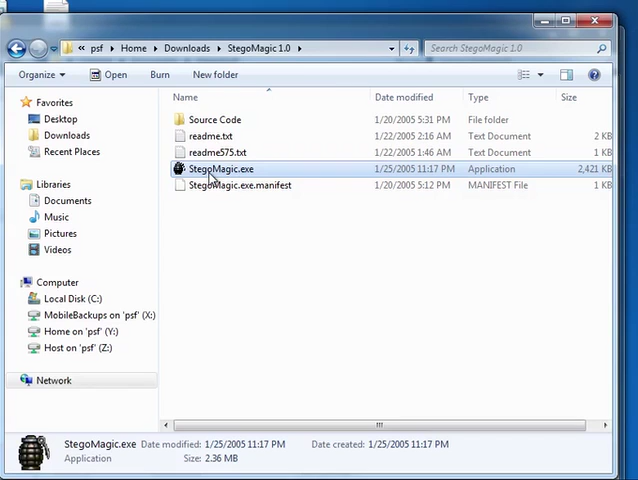 psf ▸ Home ▸ Downloads ▸ StegoMagic 1.0 ▸
Search StegoMagic 1.0
Organize Open Burn New folder
Name Date modified Type Size
Favorites
Desktop
Downloads
Recent Places
Libraries
Documents
Music
Pictures
Videos
Computer
Local Disk (C:)
MobileBackups on 'psf' (X:)
Home on 'psf' (Y:)
Host on 'psf' (Z:)
Network
Source Code 1/20/2005 5:31 PM File folder
readme.txt 1/22/2005 2:16 AM Text Document 2 KB
readme575.txt 1/22/2005 1:46 AM Text Document 1 KB
StegoMagic.exe 1/25/2005 11:17 PM Application 2,421 KB
StegoMagic.exe.manifest 1/20/2005 5:12 PM MANIFEST File 1 KB
StegoMagic.exe Date modified: 1/25/2005 11:17 PM Date created: 1/25/2005 11:17 PM
Application Size: 2.36 MB